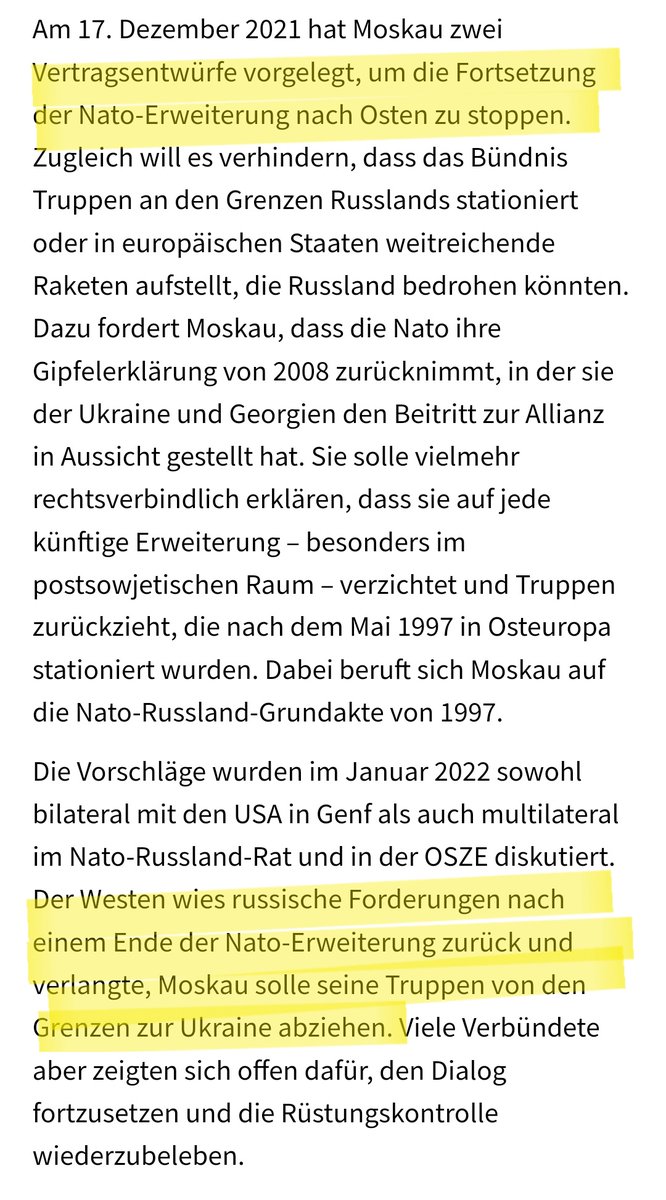 Am 17. Dezember 2021 hat Moskau zwei
Vertragsentwürfe vorgelegt, um die Fortsetzung
der Nato-Erweiterung nach Osten zu stoppen.
Zugleich will es verhindern, dass das Bündnis
Truppen an den Grenzen Russlands stationiert
oder in europäischen Staaten weitreichende
Raketen aufstellt, die Russland bedrohen könnten.
Dazu fordert Moskau, dass die Nato ihre
Gipfelerklärung von 2008 zurücknimmt, in der sie
der Ukraine und Georgien den Beitritt zur Allianz
in Aussicht gestellt hat. Sie solle vielmehr
rechtsverbindlich erklären, dass sie auf jede
künftige Erweiterung – besonders im
postsowjetischen Raum – verzichtet und Truppen
zurückzieht, die nach dem Mai 1997 in Osteuropa
stationiert wurden. Dabei beruft sich Moskau auf
die Nato-Russland-Grundakte von 1997.
Die Vorschläge wurden im Januar 2022 sowohl
bilateral mit den USA in Genf als auch multilateral
im Nato-Russland-Rat und in der OSZE diskutiert.
Der Westen wies russische Forderungen nach
einem Ende der Nato-Erweiterung zurück und
verlangte, Moskau solle seine Truppen von den
Grenzen zur Ukraine abziehen. Viele Verbündete
aber zeigten sich offen dafür, den Dialog
fortzusetzen und die Rüstungskontrolle
wiederzubeleben.